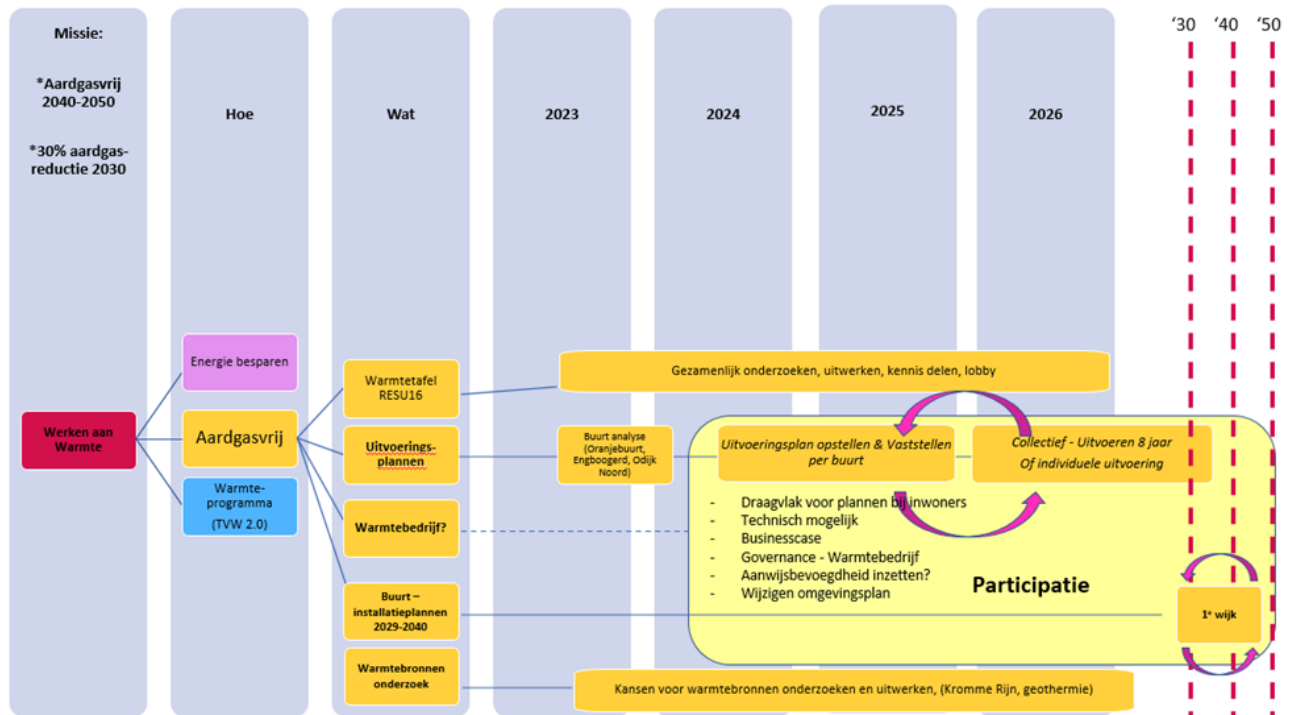 Missie:
*Aardgasvrij
2040-2050
*30% aardgas-
reductie 2030
Hoe
Wat
2023
2024
2025
2026
‘30
‘40
‘50
Werken aan
Warmte
Energie besparen
Aardgasvrij
Warmte-
programma
(TVW 2.0)
Warmtetafel
RESU16
Uitvoerings-
plannen
Warmtebedrijf?
Buurt –
installatieplannen
2029-2040
Warmtebronnen
onderzoek
Gezamenlijk onderzoeken, uitwerken, kennis delen, lobby
Buurt analyse
(Oranjebuurt,
Engboogerd, Odijk
Noord)
Uitvoeringsplan opstellen & Vaststellen
per buurt
Collectief - Uitvoeren 8 jaar
Of individuele uitvoering
- Draagvlak voor plannen bij inwoners
- Technisch mogelijk
- Businesscase
- Governance - Warmtebedrijf
- Aanwijsbevoegdheid inzetten?
- Wijzigen omgevingsplan
Participatie
1e wijk
Kansen voor warmtebronnen onderzoeken en uitwerken, (Kromme Rijn, geothermie)